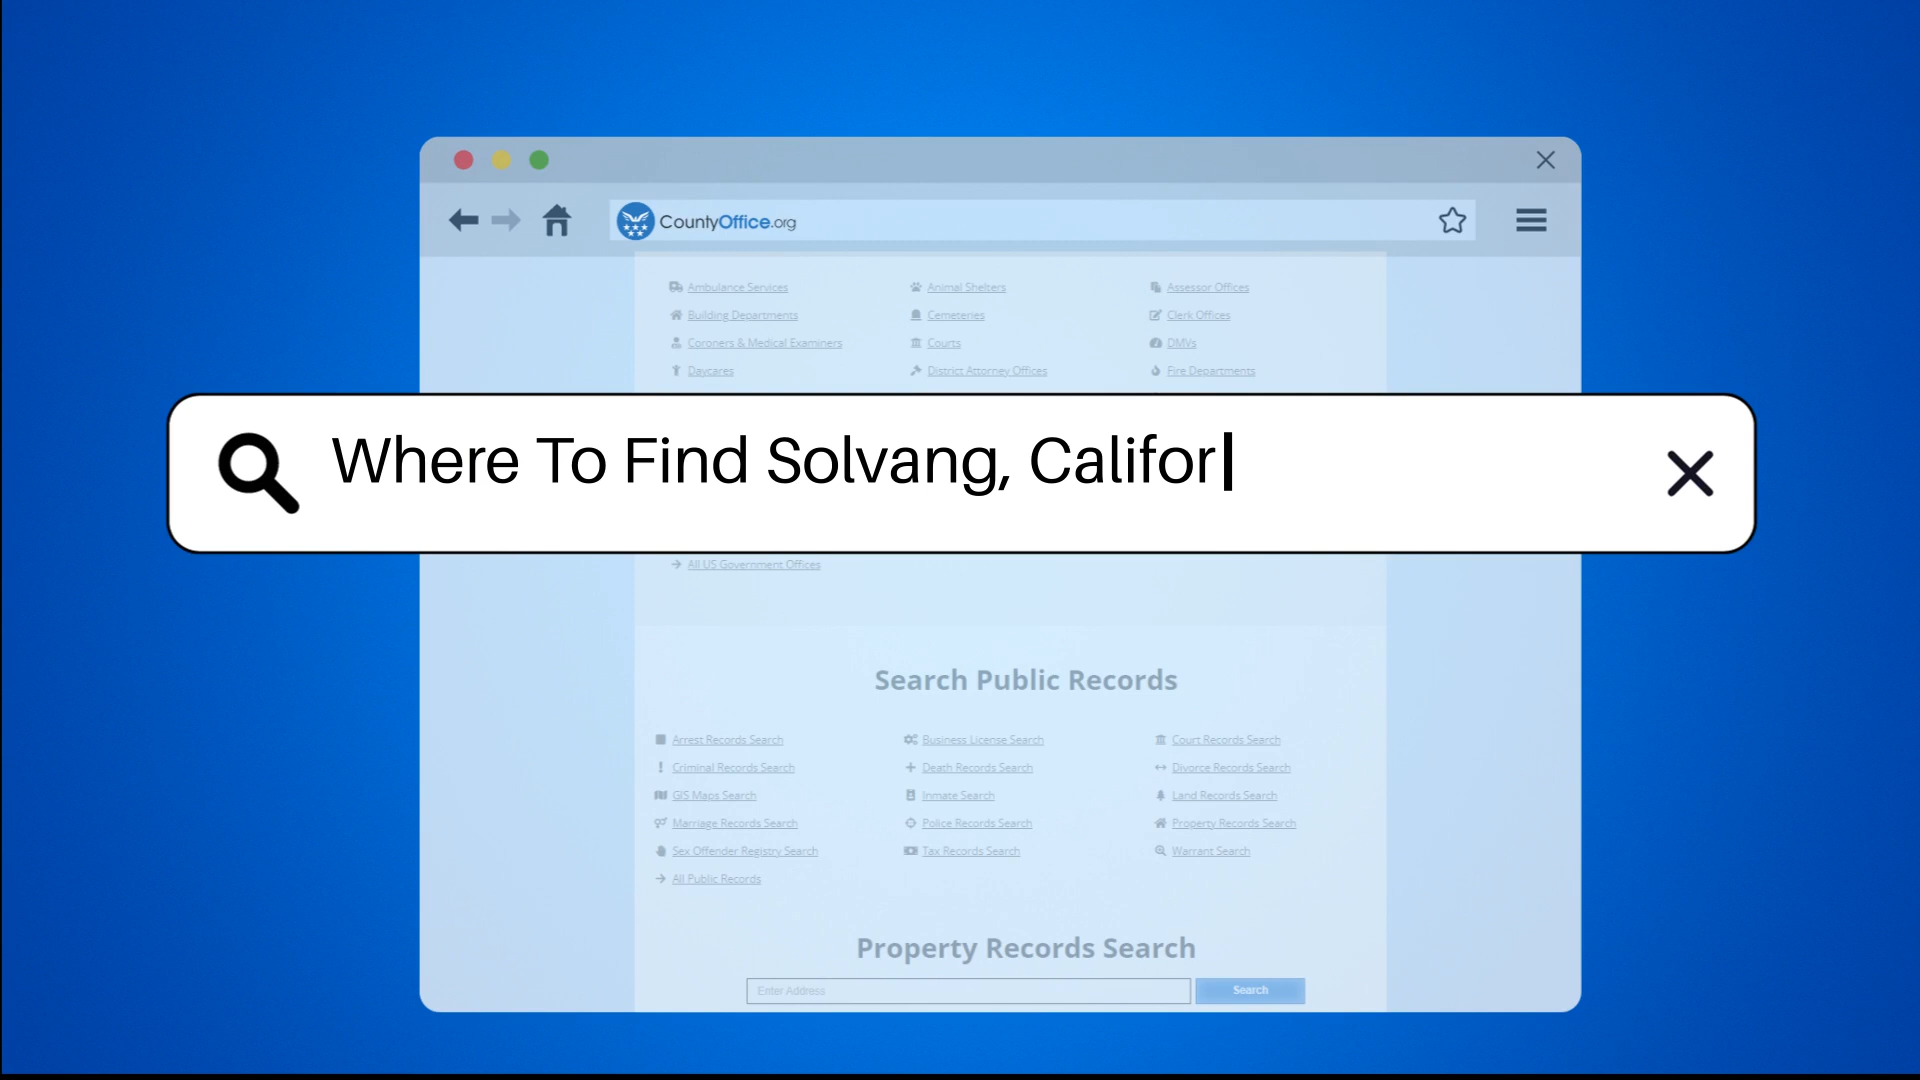 CountyOffice.org
Ambulance Services Animal Shelters Assessor Offices
Building Departments Cemeteries Clerk Offices
Coroners & Medical Examiners Courts DMVs
Daycares District Attorney Offices Fire Departments
Where To Find Solvang, Califor
All US Government Offices
Search Public Records
Arrest Records Search Business License Search Court Records Search
Criminal Records Search Death Records Search Divorce Records Search
GIS Maps Search Inmate Search Land Records Search
Marriage Records Search Police Records Search Property Records Search
Sex Offender Registry Search Tax Records Search Warrant Search
All Public Records
Property Records Search
Enter Address Search